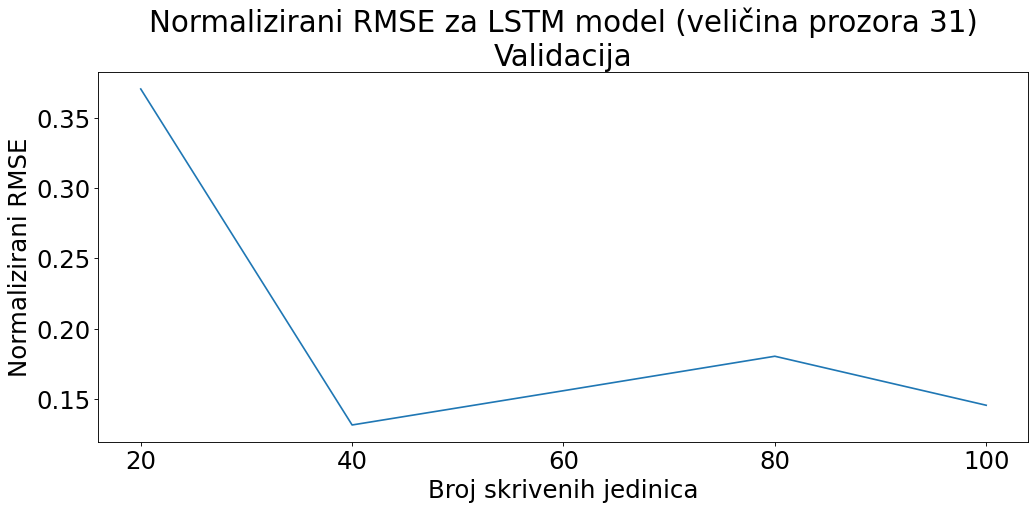 Normalizirani RMSE za LSTM model (veličina prozora 31)
Validacija
Normalizirani RMSE
0.35
0.30
0.25
0.20
0.15
20 40 60 80 100
Broj skrivenih jedinica